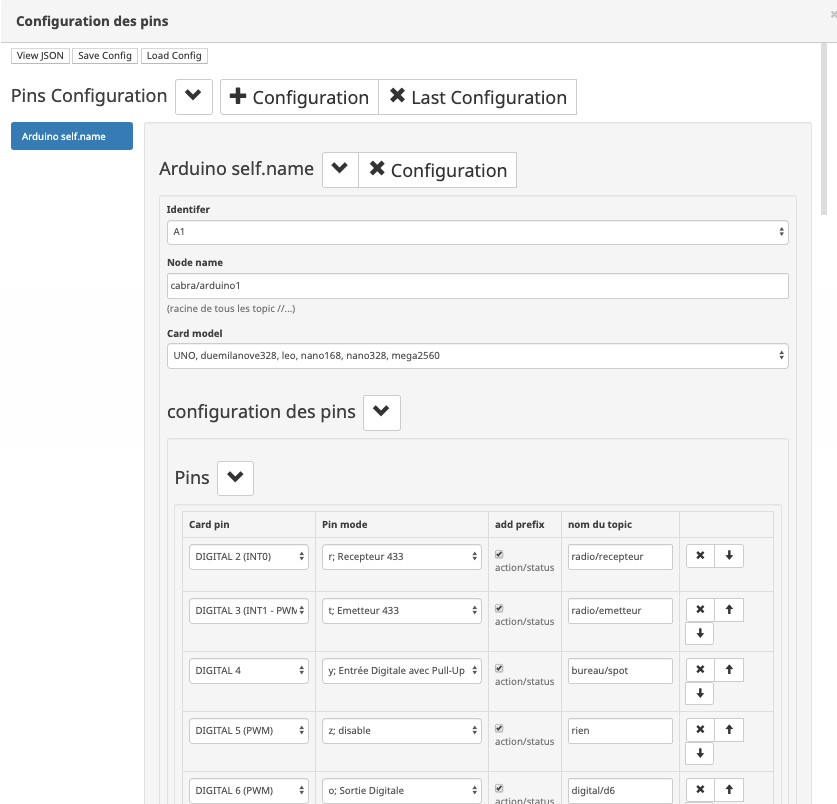 Configuration des pins
View JSON Save Config Load Config
Pins Configuration Configuration Last Configuration
Arduino self.name
Arduino self.name Configuration
Identifer
A1
Node name
cabra/arduino1
(racine de tous les topic //...)
Card model
UNO, duemilanove328, leo, nano168, nano328, mega2560
configuration des pins
Pins
Card pin Pin mode add prefix nom du topic
DIGITAL 2 (INT0) r; Recepteur 433 action/status radio/recepteur
DIGITAL 3 (INT1 - PWM t; Emetteur 433 action/status radio/emetteur
DIGITAL 4 y; Entrée Digitale avec Pull-Up action/status bureau/spot
DIGITAL 5 (PWM) z; disable action/status rien
DIGITAL 6 (PWM) o; Sortie Digitale action/status digital/d6